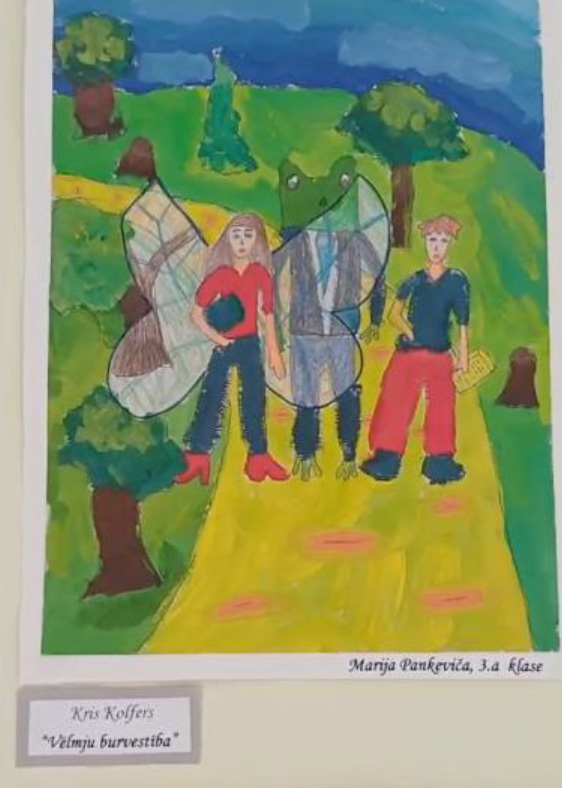 Marija Pankeviča, 3.a klase
Kris Kolfers
"Vēlmju burvestība"